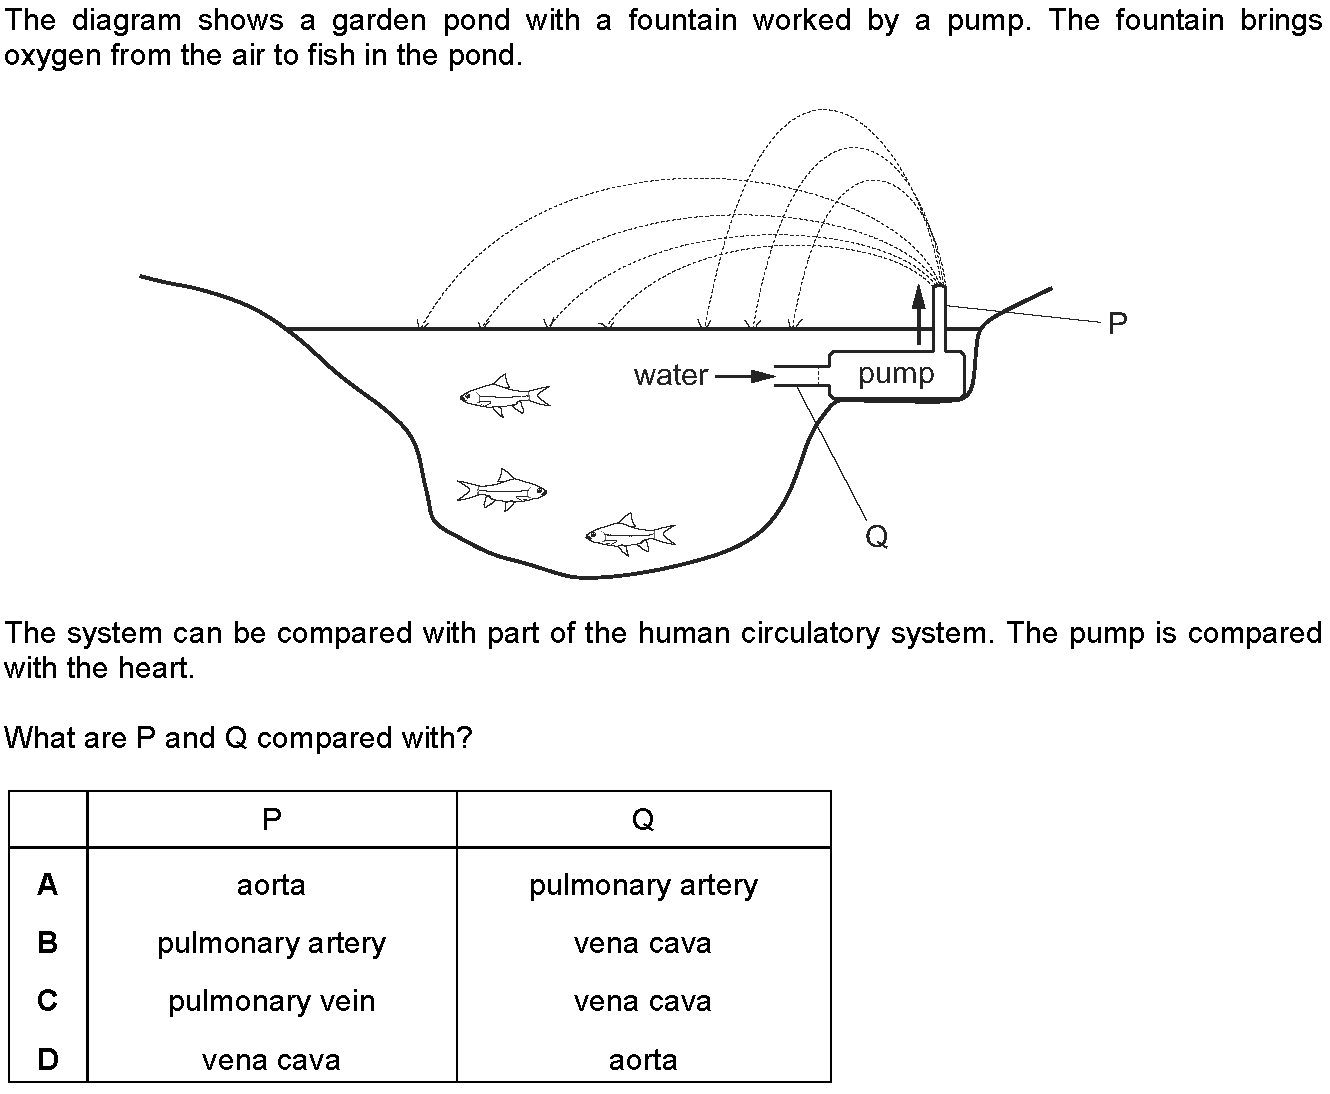 The diagram shows a garden pond with a fountain worked by a pump. The fountain brings
oxygen from the air to fish in the pond.
P
water
pump
Q
The system can be compared with part of the human circulatory system. The pump is compared
with the heart.
What are P and Q compared with?
P Q
A aorta pulmonary artery
B pulmonary artery vena cava
C pulmonary vein vena cava
D vena cava aorta